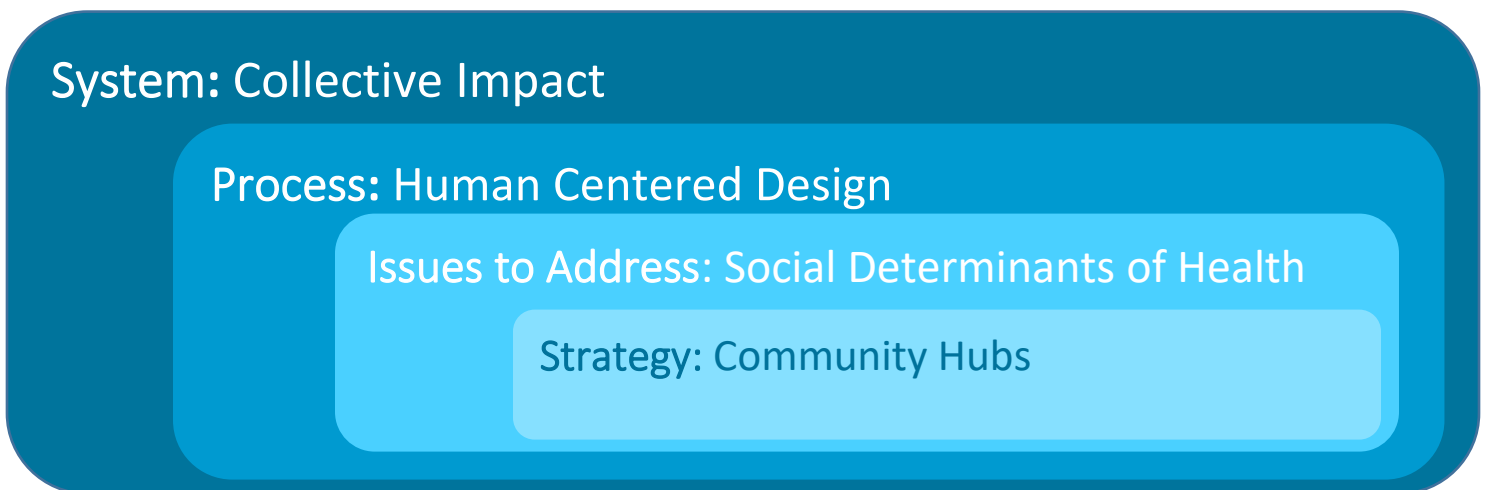 System: Collective Impact
Process: Human Centered Design
Issues to Address: Social Determinants of Health
Strategy: Community Hubs